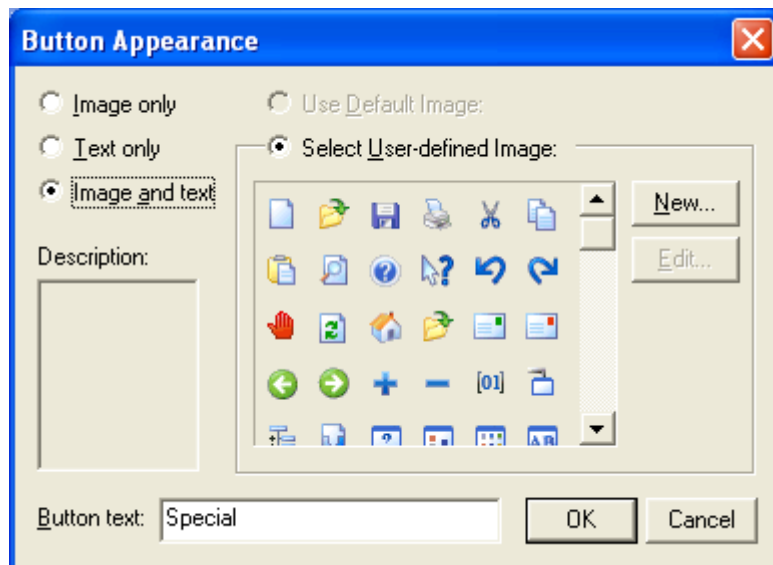 Button Appearance
Image only
Use Default Image:
Text only
Select User-defined Image:
Image and text
New...
Description:
Edit...
[01]
AB
Button text: Special
OK
Cancel